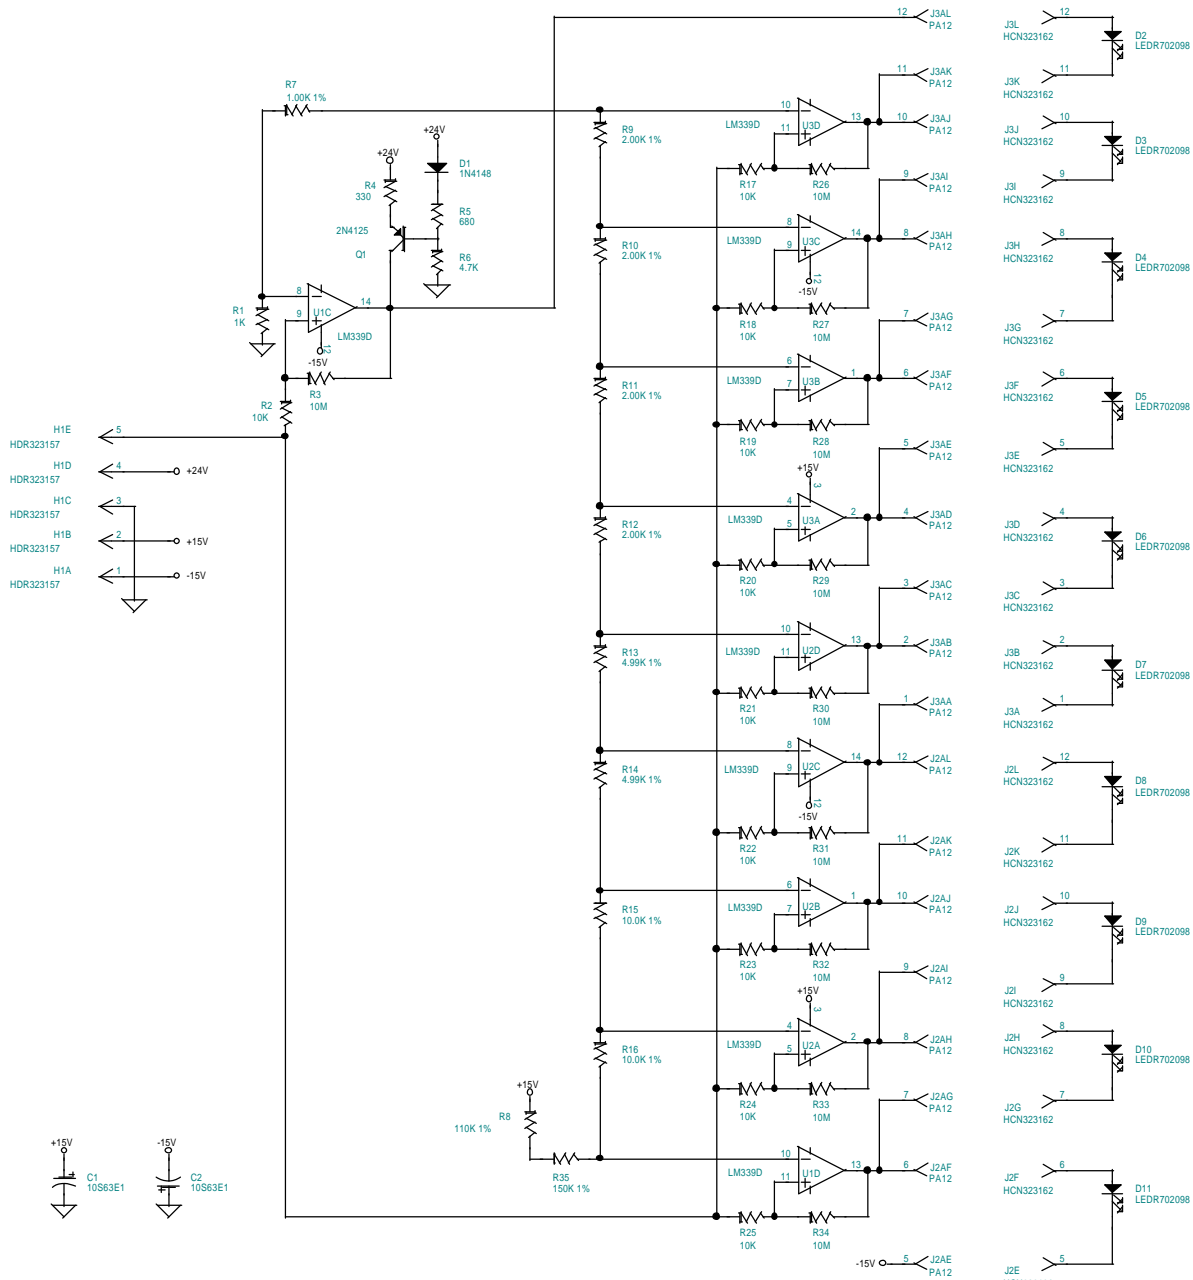 12 J3AL
PA12
J3L 12
HCN323162
D2
LEDR702098
11 J3AK
PA12
J3K 11
HCN323162
R7
1.00K 1%
R9
2.00K 1%
LM339D
10
11
U3D
13
10 J3AJ
PA12
J3J 10
HCN323162
D3
LEDR702098
+24V
D1
1N4148
+24V
R4
330
R5
680
2N4125
Q1
R6
4.7K
R17
10K
R26
10M
9 J3AI
PA12
J3I 9
HCN323162
R10
2.00K 1%
LM339D
8
9
U3C
14
12
-15V
8 J3AH
PA12
J3H 8
HCN323162
D4
LEDR702098
R1
1K
8
9
U1C
14
LM339D
12
-15V
R18
10K
R27
10M
7 J3AG
PA12
J3G 7
HCN323162
R2
10K
R3
10M
R11
2.00K 1%
LM339D
6
7
U3B
1
6 J3AF
PA12
J3F 6
HCN323162
D5
LEDR702098
R19
10K
R28
10M
5 J3AE
PA12
J3E 5
HCN323162
H1E 5
HDR323157
H1D 4 +24V
HDR323157
H1C 3
HDR323157
H1B 2 +15V
HDR323157
H1A 1 -15V
HDR323157
+15V
3
R12
2.00K 1%
LM339D
4
5
U3A
2
4 J3AD
PA12
J3D 4
HCN323162
D6
LEDR702098
R20
10K
R29
10M
3 J3AC
PA12
J3C 3
HCN323162
R13
4.99K 1%
LM339D
10
11
U2D
13
2 J3AB
PA12
J3B 2
HCN323162
D7
LEDR702098
R21
10K
R30
10M
1 J3AA
PA12
J3A 1
HCN323162
R14
4.99K 1%
LM339D
8
9
U2C
14
12
-15V
12 J2AL
PA12
J2L 12
HCN323162
D8
LEDR702098
R22
10K
R31
10M
11 J2AK
PA12
J2K 11
HCN323162
R15
10.0K 1%
LM339D
6
7
U2B
1
10 J2AJ
PA12
J2J 10
HCN323162
D9
LEDR702098
R23
10K
R32
10M
9 J2AI
PA12
J2I 9
HCN323162
+15V
3
R16
10.0K 1%
LM339D
4
5
U2A
2
8 J2AH
PA12
J2H 8
HCN323162
D10
LEDR702098
R24
10K
R33
10M
7 J2AG
PA12
J2G 7
HCN323162
+15V
R8
110K 1%
R35
150K 1%
LM339D
10
11
U1D
13
6 J2AF
PA12
J2F 6
HCN323162
D11
LEDR702098
+15V
C1
10S63E1
-15V
C2
10S63E1
R25
10K
R34
10M
-15V 5 J2AE
PA12
J2E 5